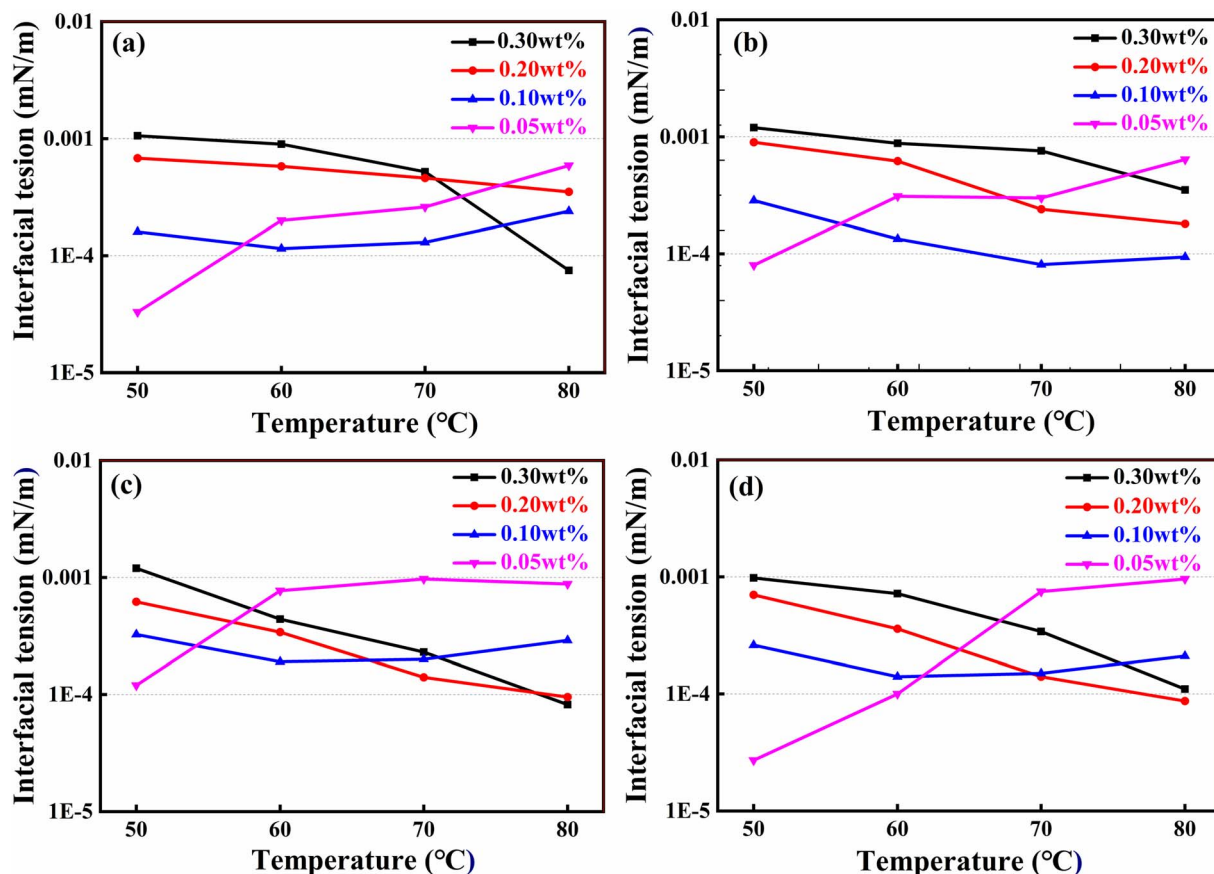 (a)
0.30wt%
0.20wt%
0.10wt%
0.05wt%
Interfacial tesion (mN/m)
0.01
0.001
1E-4
1E-5
50 60 70 80
Temperature (°C)
(b)
0.30wt%
0.20wt%
0.10wt%
0.05wt%
Interfacial tension (mN/m)
0.01
0.001
1E-4
1E-5
50 60 70 80
Temperature (°C)
(c)
0.30wt%
0.20wt%
0.10wt%
0.05wt%
Interfacial tension (mN/m)
0.01
0.001
1E-4
1E-5
50 60 70 80
Temperature (°C)
(d)
0.30wt%
0.20wt%
0.10wt%
0.05wt%
Interfacial tension (mN/m)
0.01
0.001
1E-4
1E-5
50 60 70 80
Temperature (°C)